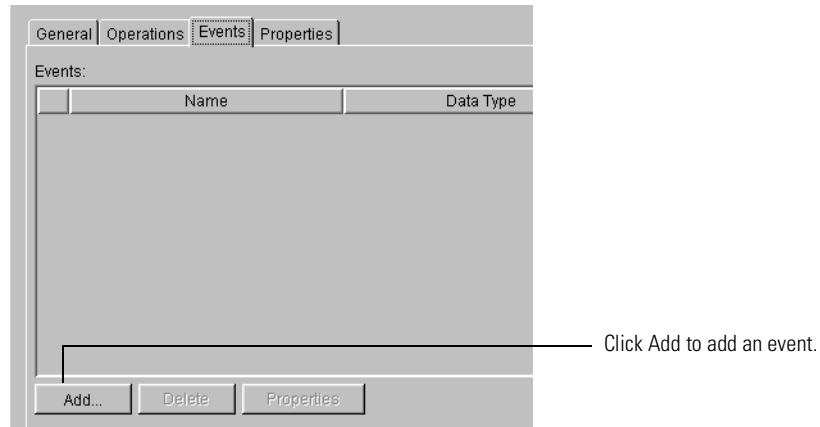 General Operations Events Properties
Events:
Name Data Type
Click Add to add an event.
Add... Delete Properties